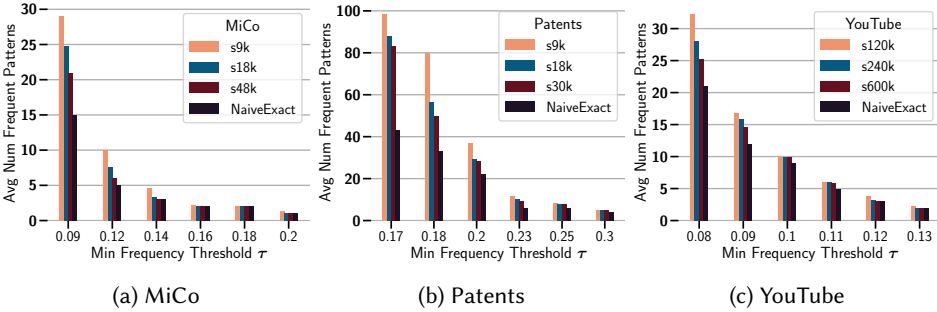 MiCo
s9k
s18k
s48k
NaiveExact
Avg Num Frequent Patterns
30
25
20
15
10
5
0
0.09 0.12 0.14 0.16 0.18 0.2
Min Frequency Threshold τ
(a) MiCo
Patents
s9k
s18k
s30k
NaiveExact
Avg Num Frequent Patterns
100
80
60
40
20
0
0.17 0.18 0.2 0.23 0.25 0.3
Min Frequency Threshold τ
(b) Patents
YouTube
s120k
s240k
s600k
NaiveExact
Avg Num Frequent Patterns
30
25
20
15
10
5
0
0.08 0.09 0.1 0.11 0.12 0.13
Min Frequency Threshold τ
(c) YouTube